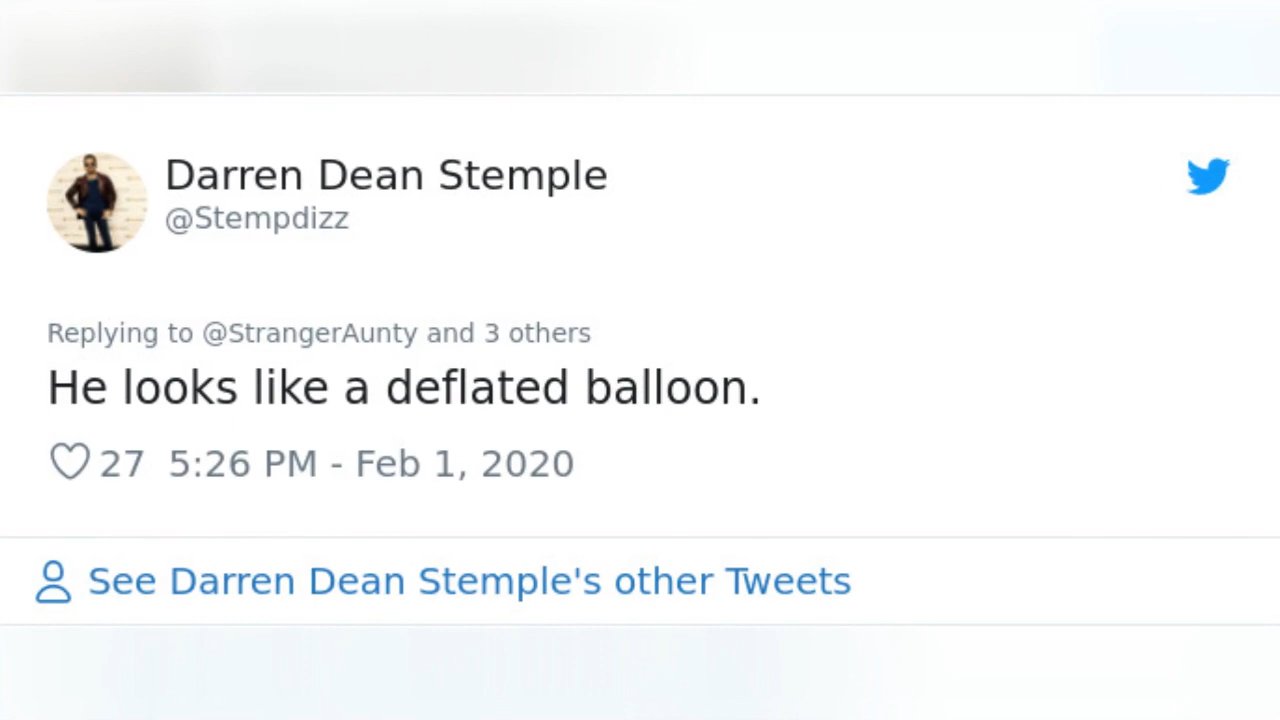 Darren Dean Stemple
@Stempdizz
Replying to @StrangerAunty and 3 others
He looks like a deflated balloon.
27 5:26 PM - Feb 1, 2020
See Darren Dean Stemple's other Tweets